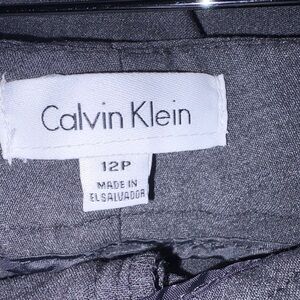 Calvin Klein
12P
MADE IN
EL SALVADOR